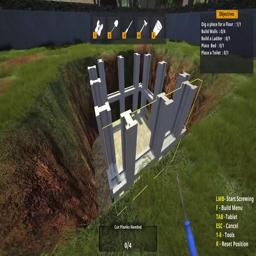 Objectives
Dig a place for a Floor : 1/1
Build Walls : 0/4
Build a Ladder : 0/1
Place Bed : 0/1
Place a Toilet : 0/1
Cut Planks Needed
0/4
LMB- Start Screwing
F - Build Menu
TAB -Tablet
ESC - Cancel
1-8 - Tools
R - Reset Position